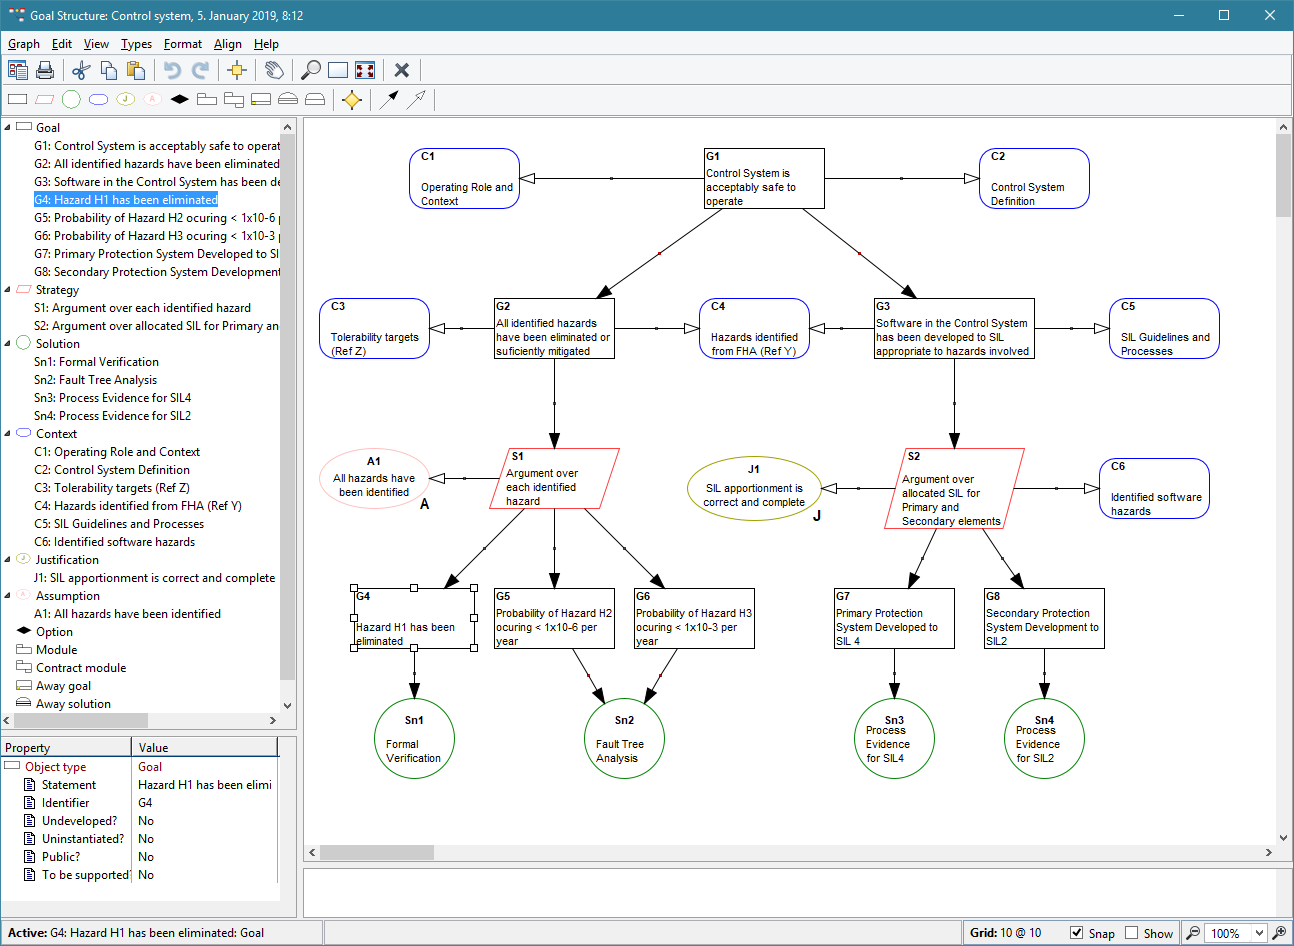 Goal Structure: Control system, 5. January 2019, 8:12
Graph Edit View Types Format Align Help
J A
Goal
G1: Control System is acceptably safe to operat
G2: All identified hazards have been eliminated
G3: Software in the Control System has been de
G4: Hazard H1 has been eliminated
G5: Probability of Hazard H2 ocuring < 1x10-6 p
G6: Probability of Hazard H3 ocuring < 1x10-3 p
G7: Primary Protection System Developed to SI
G8: Secondary Protection System Development
Strategy
S1: Argument over each identified hazard
S2: Argument over allocated SIL for Primary an
Solution
Sn1: Formal Verification
Sn2: Fault Tree Analysis
Sn3: Process Evidence for SIL4
Sn4: Process Evidence for SIL2
Context
C1: Operating Role and Context
C2: Control System Definition
C3: Tolerability targets (Ref Z)
C4: Hazards identified from FHA (Ref Y)
C5: SIL Guidelines and Processes
C6: Identified software hazards
J Justification
J1: SIL apportionment is correct and complete
A Assumption
A1: All hazards have been identified
Option
Module
Contract module
Away goal
Away solution
Property Value
Object type Goal
Statement Hazard H1 has been elimi
Identifier G4
Undeveloped? No
Uninstantiated? No
Public? No
To be supported? No
C1
Operating Role and
Context
G1
Control System is
acceptably safe to
operate
C2
Control System
Definition
C3
Tolerability targets
(Ref Z)
G2
All identified hazards
have been eliminated or
suficiently mitigated
C4
Hazards identified
from FHA (Ref Y)
G3
Software in the Control System
has been developed to SIL
appropriate to hazards involved
C5
SIL Guidelines and
Processes
A1
All hazards have
been identified
A
S1
Argument over
each identified
hazard
J1
SIL apportionment is
correct and complete
J
S2
Argument over
allocated SIL for
Primary and
Secondary elements
C6
Identified software
hazards
G4
Hazard H1 has been
eliminated
G5
Probability of Hazard H2
ocuring < 1x10-6 per
year
G6
Probability of Hazard H3
ocuring < 1x10-3 per
year
G7
Primary Protection
System Developed to
SIL 4
G8
Secondary Protection
System Development to
SIL2
Sn1
Formal
Verification
Sn2
Fault Tree
Analysis
Sn3
Process
Evidence
for SIL4
Sn4
Process
Evidence
for SIL2
Active: G4: Hazard H1 has been eliminated: Goal
Grid: 10 @ 10 Snap Show 100%